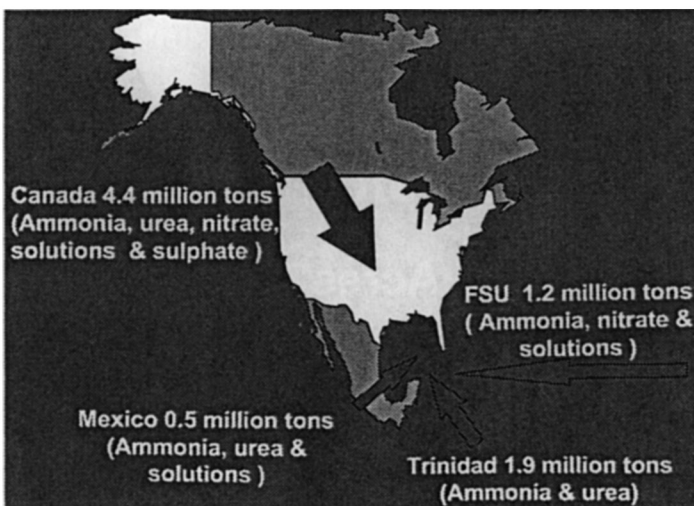 Canada 4.4 million tons
(Ammonia, urea, nitrate,
solutions & sulphate )
FSU 1.2 million tons
( Ammonia, nitrate &
solutions )
Mexico 0.5 million tons
(Ammonia, urea &
solutions )
Trinidad 1.9 million tons
(Ammonia & urea)